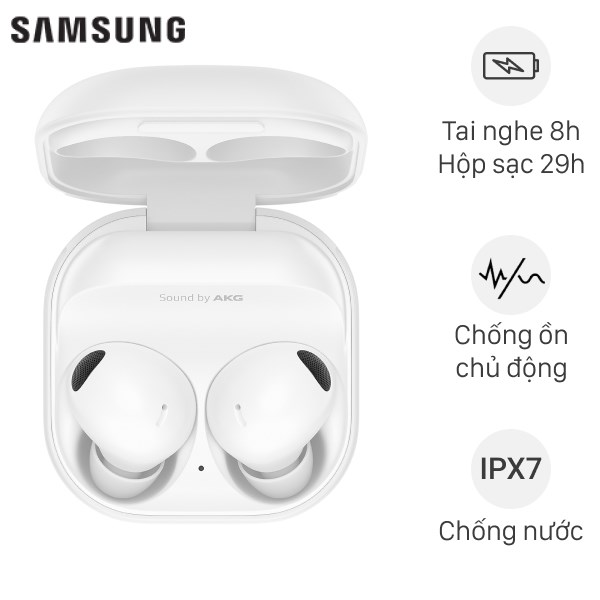 SAMSUNG
Tai nghe 8h
Hộp sạc 29h
Sound by AKG
Chống ồn
chủ động
IPX7
Chống nước